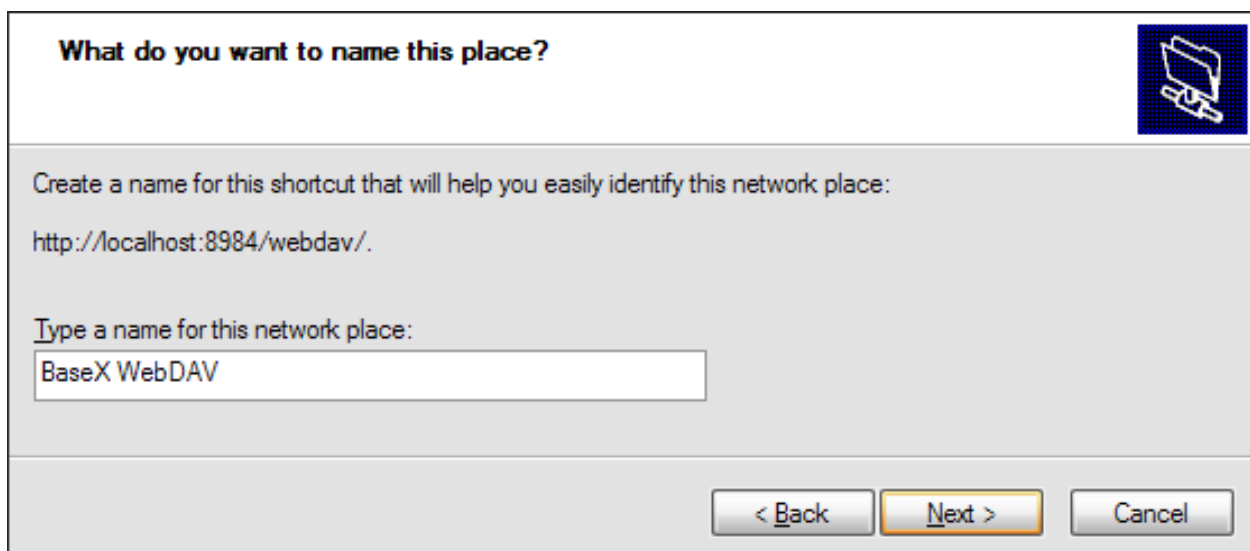 What do you want to name this place?
Create a name for this shortcut that will help you easily identify this network place:
http://localhost:8984/webdav/.
Type a name for this network place:
BaseX WebDAV
< Back
Next >
Cancel